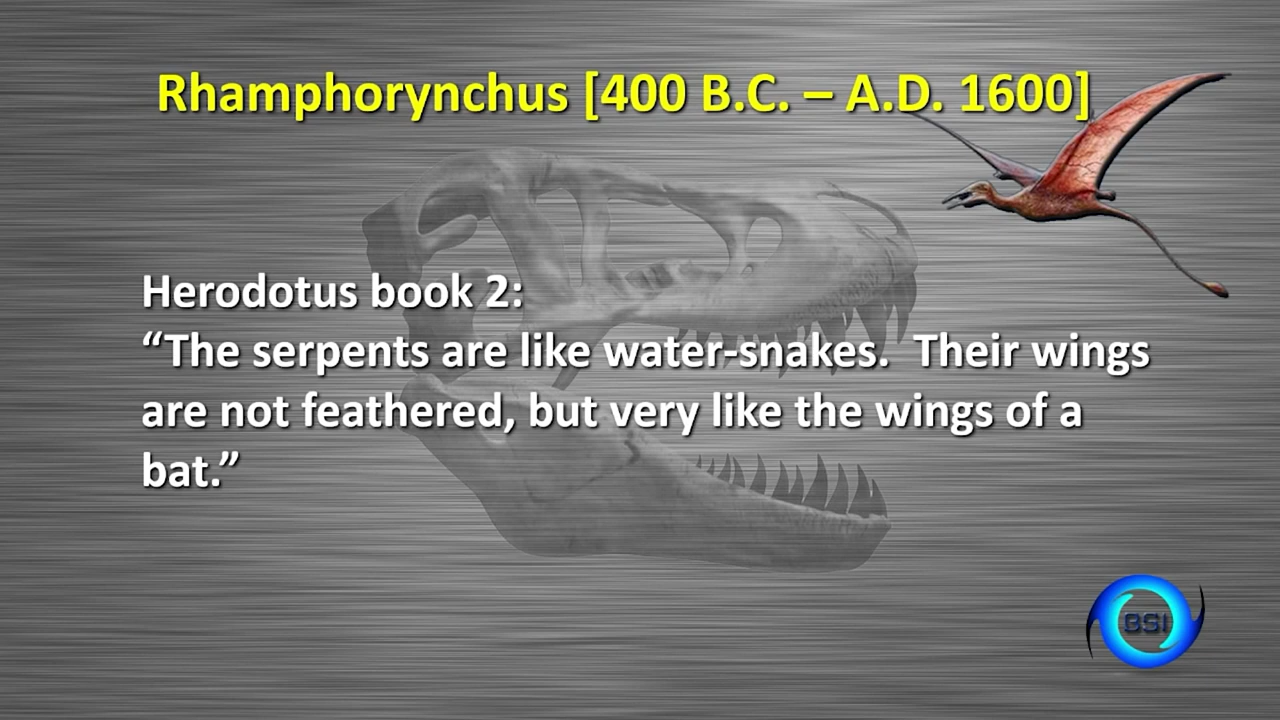 Rhamphorynchus [400 B.C. – A.D. 1600]
Herodotus book 2:
“The serpents are like water-snakes.  Their wings
are not feathered, but very like the wings of a
bat.”
BSI